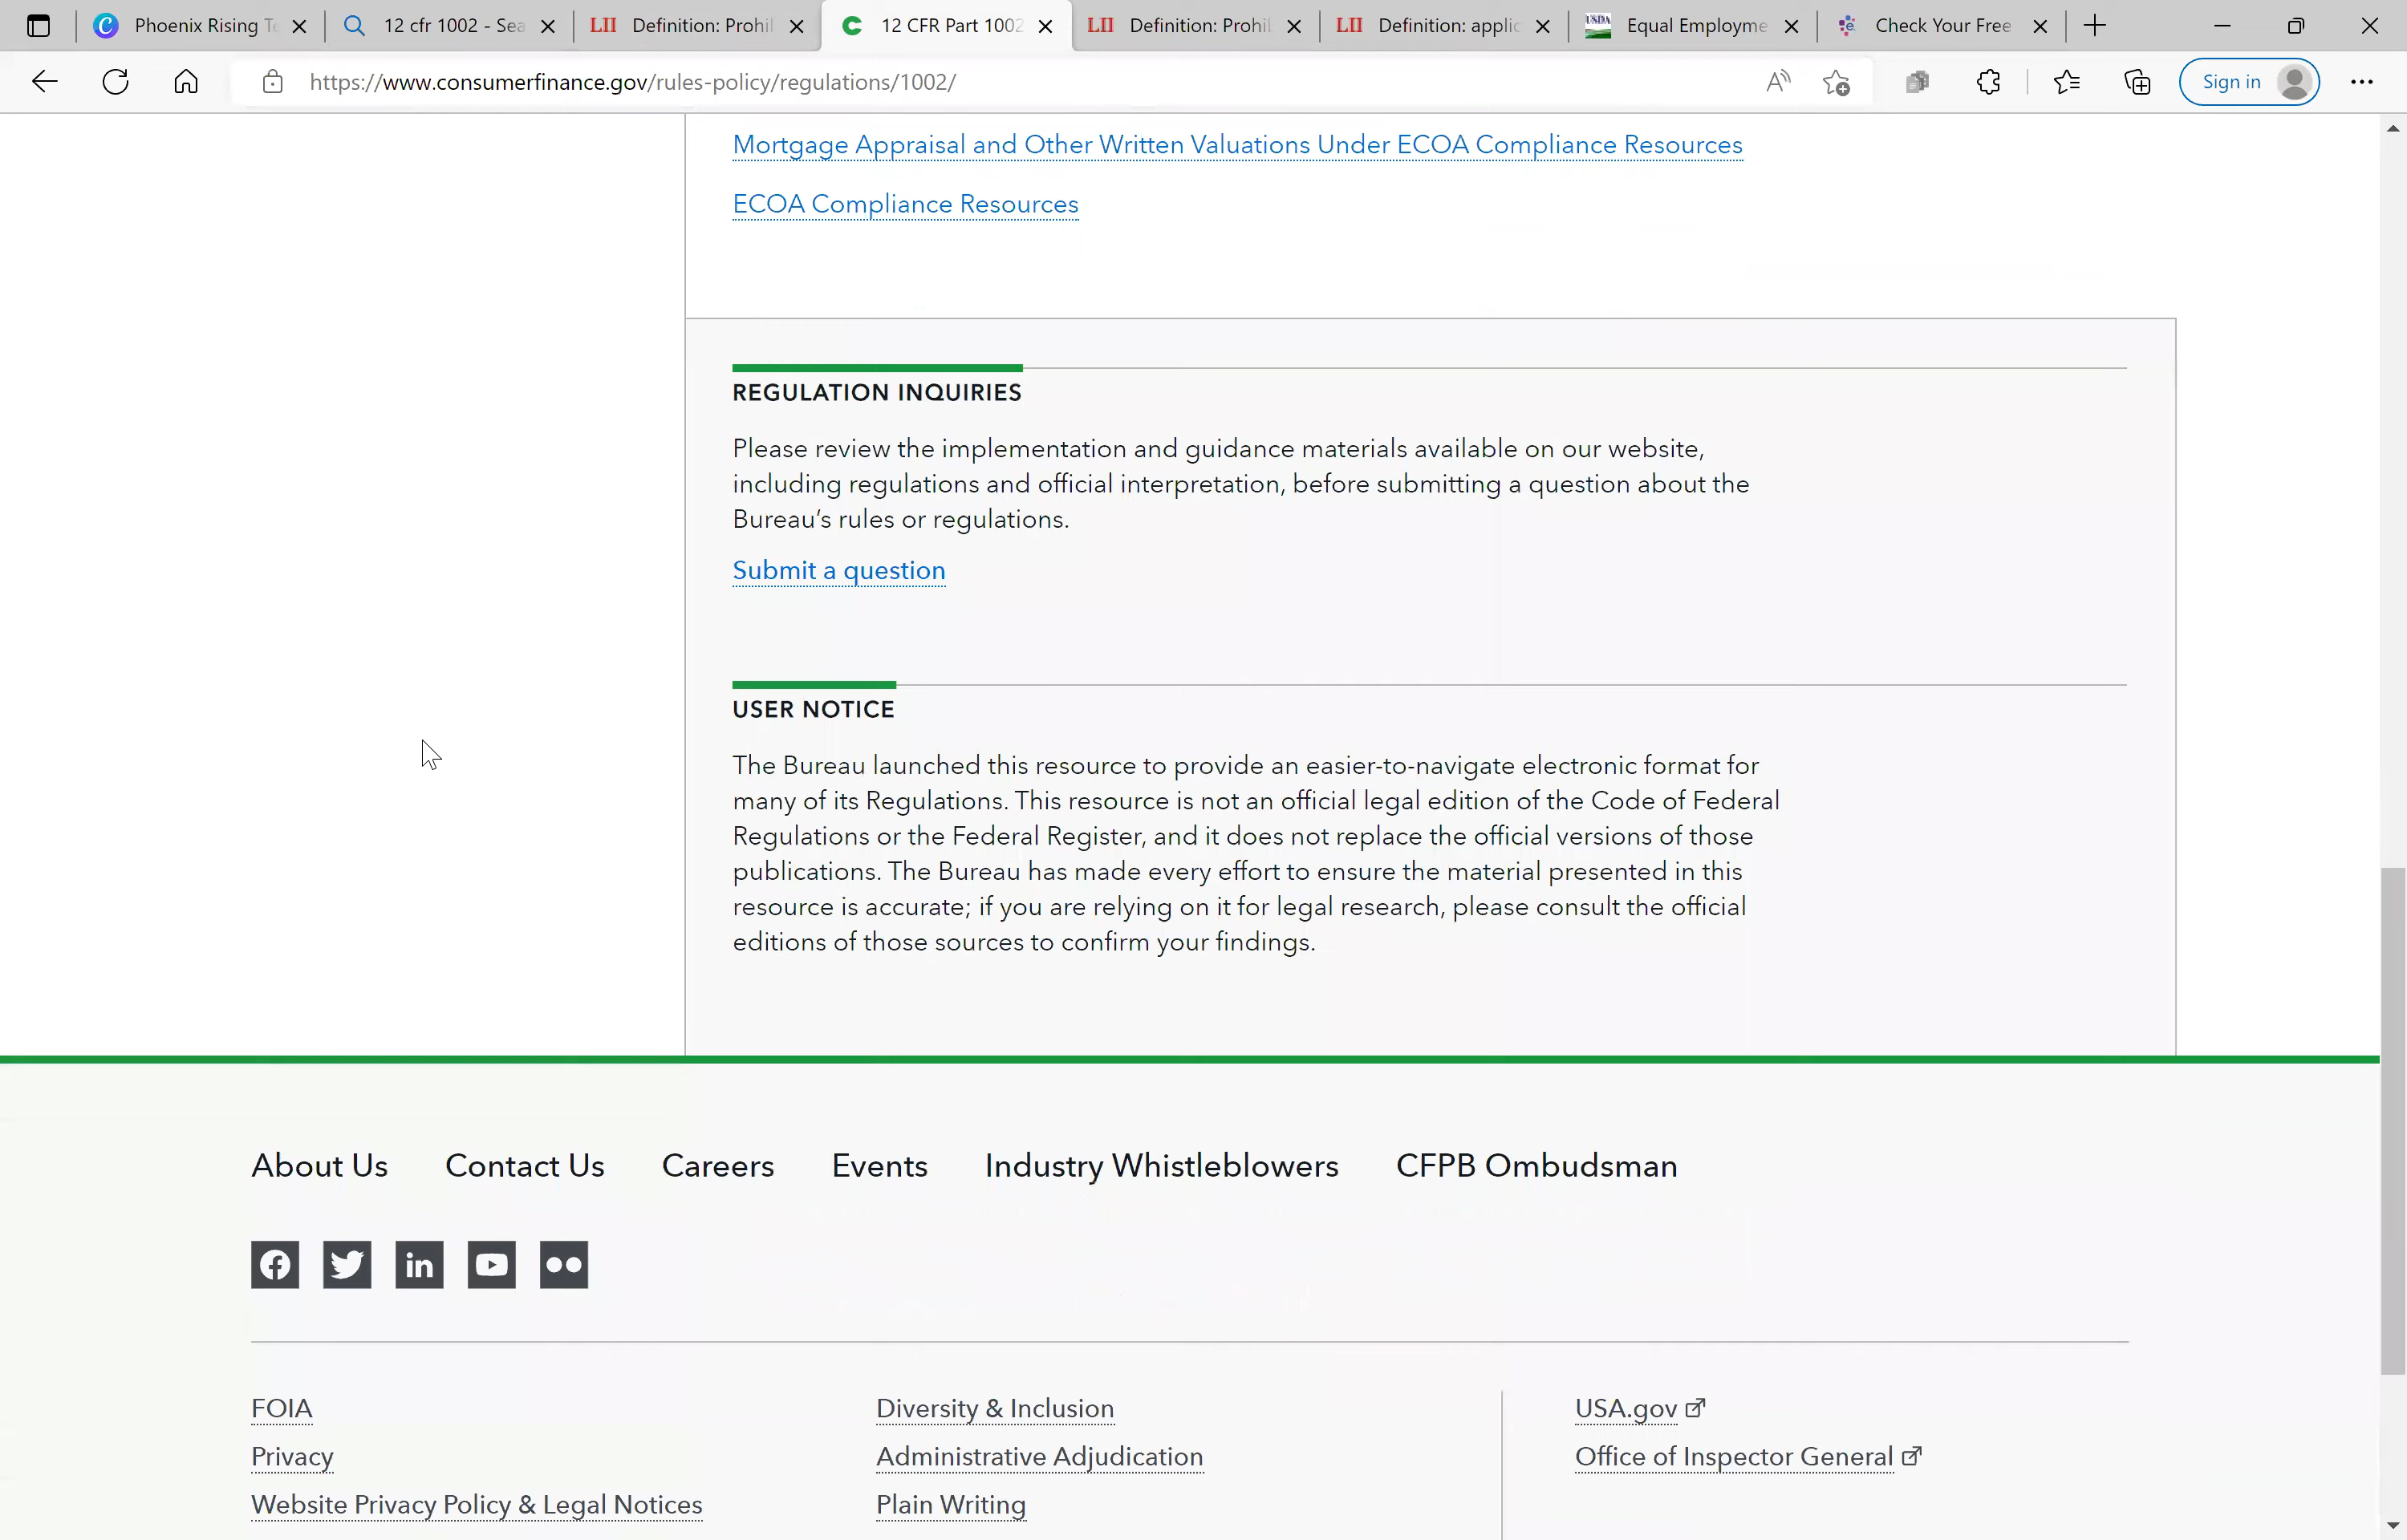 Phoenix Rising Te
12 cfr 1002 - Sea
LII Definition: Prohil
12 CFR Part 1002
LII Definition: Prohil
LII Definition: applic
USDA Equal Employme
Check Your Free
https://www.consumerfinance.gov/rules-policy/regulations/1002/
Sign in
Mortgage Appraisal and Other Written Valuations Under ECOA Compliance Resources
ECOA Compliance Resources
REGULATION INQUIRIES
Please review the implementation and guidance materials available on our website,
including regulations and official interpretation, before submitting a question about the
Bureau’s rules or regulations.
Submit a question
USER NOTICE
The Bureau launched this resource to provide an easier-to-navigate electronic format for
many of its Regulations. This resource is not an official legal edition of the Code of Federal
Regulations or the Federal Register, and it does not replace the official versions of those
publications. The Bureau has made every effort to ensure the material presented in this
resource is accurate; if you are relying on it for legal research, please consult the official
editions of those sources to confirm your findings.
About Us Contact Us Careers Events Industry Whistleblowers CFPB Ombudsman
FOIA
Privacy
Website Privacy Policy & Legal Notices
Diversity & Inclusion
Administrative Adjudication
Plain Writing
USA.gov
Office of Inspector General